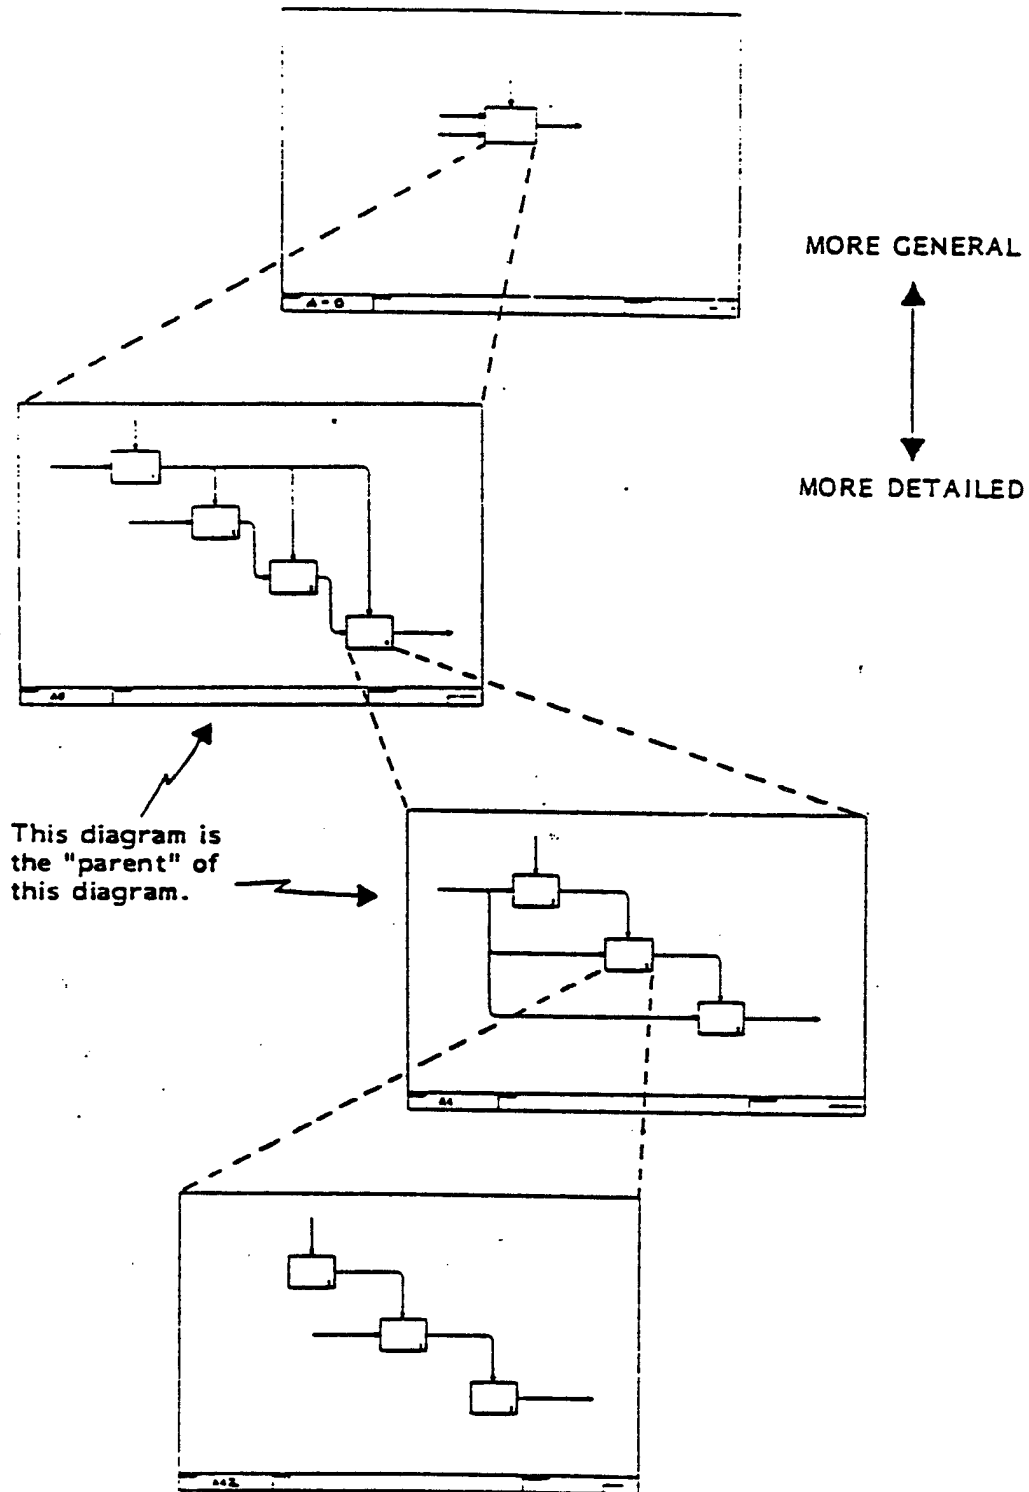 A-0
MORE GENERAL
MORE DETAILED
A0
This diagram is
the "parent" of
this diagram.
A4
A42